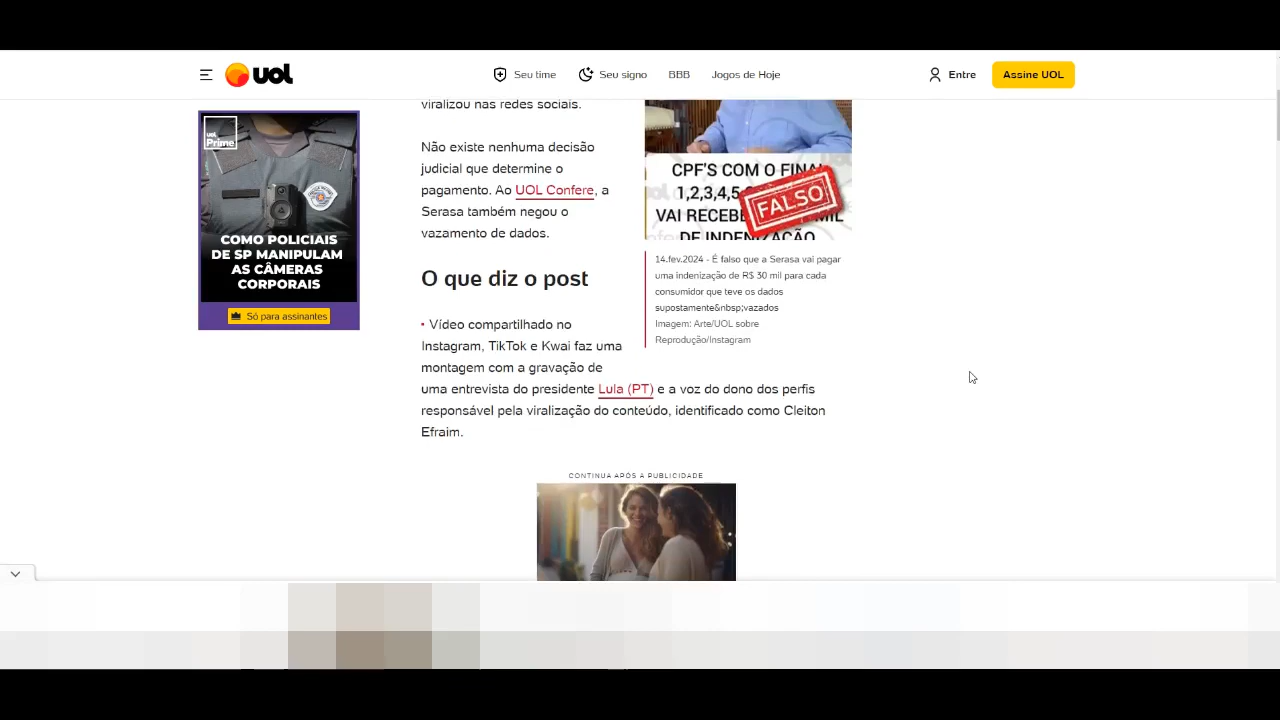 uol
Seu time
Seu signo
BBB
Jogos de Hoje
Entre
Assine UOL
uol
Prime
COMO POLICIAIS
DE SP MANIPULAM
AS CÂMERAS
CORPORAIS
Só para assinantes
viralizou nas redes sociais.
Não existe nenhuma decisão
judicial que determine o
pagamento. Ao UOL Confere, a
Serasa também negou o
vazamento de dados.
O que diz o post
• Vídeo compartilhado no
Instagram, TikTok e Kwai faz uma
montagem com a gravação de
uma entrevista do presidente Lula (PT) e a voz do dono dos perfis
responsável pela viralização do conteúdo, identificado como Cleiton
Efraim.
CPF'S COM O FINAL
1,2,3,4,5
VAI RECEBE MIL
DE INDENIZAÇÃO
FALSO
14.fev.2024 - É falso que a Serasa vai pagar
uma indenização de R$ 30 mil para cada
consumidor que teve os dados
supostamente&nbsp;vazados
Imagem: Arte/UOL sobre
Reprodução/Instagram
CONTINUA APÓS A PUBLICIDADE